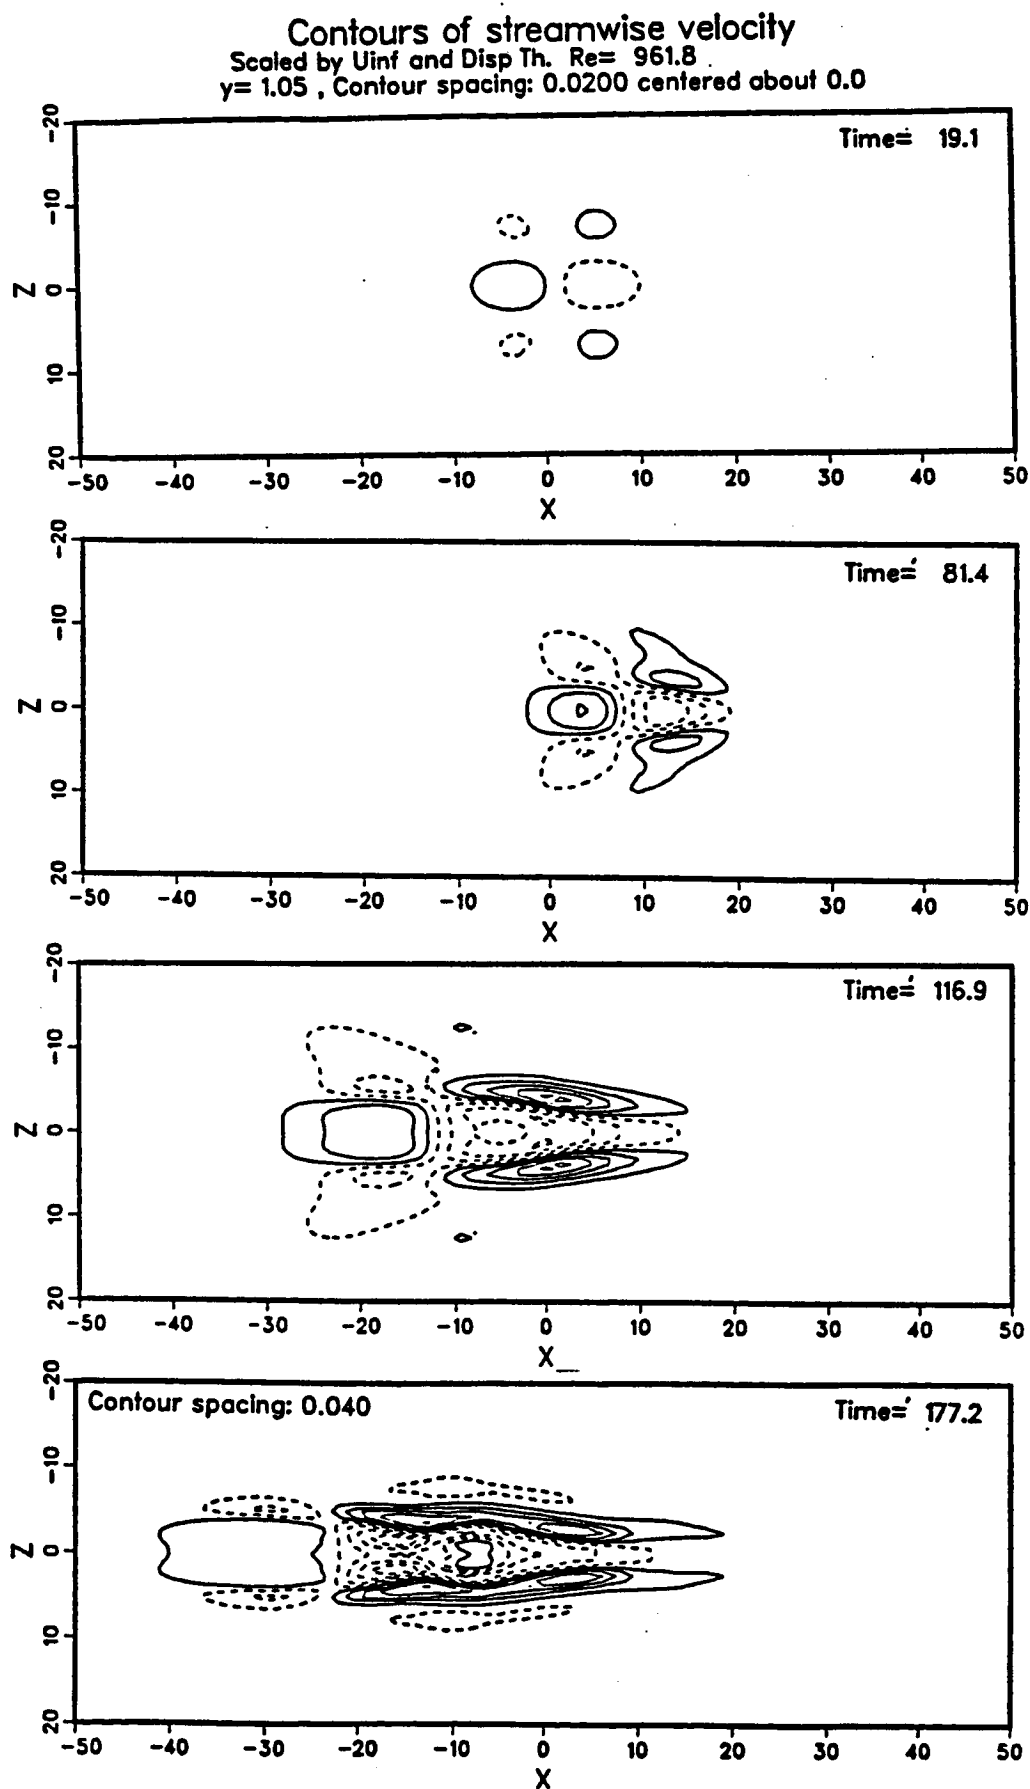 Contours of streamwise velocity
Scaled by Uinf and Disp Th. Re= 961.8
y= 1.05 , Contour spacing: 0.0200 centered about 0.0
Time= 19.1
-20
-10
0
10
20
Z
-50 -40 -30 -20 -10 0 10 20 30 40 50
X
Time= 81.4
-20
-10
0
10
20
Z
-50 -40 -30 -20 -10 0 10 20 30 40 50
X
Time= 116.9
-20
-10
0
10
20
Z
-50 -40 -30 -20 -10 0 10 20 30 40 50
X
Contour spacing: 0.040
Time= 177.2
-20
-10
0
10
20
Z
-50 -40 -30 -20 -10 0 10 20 30 40 50
X